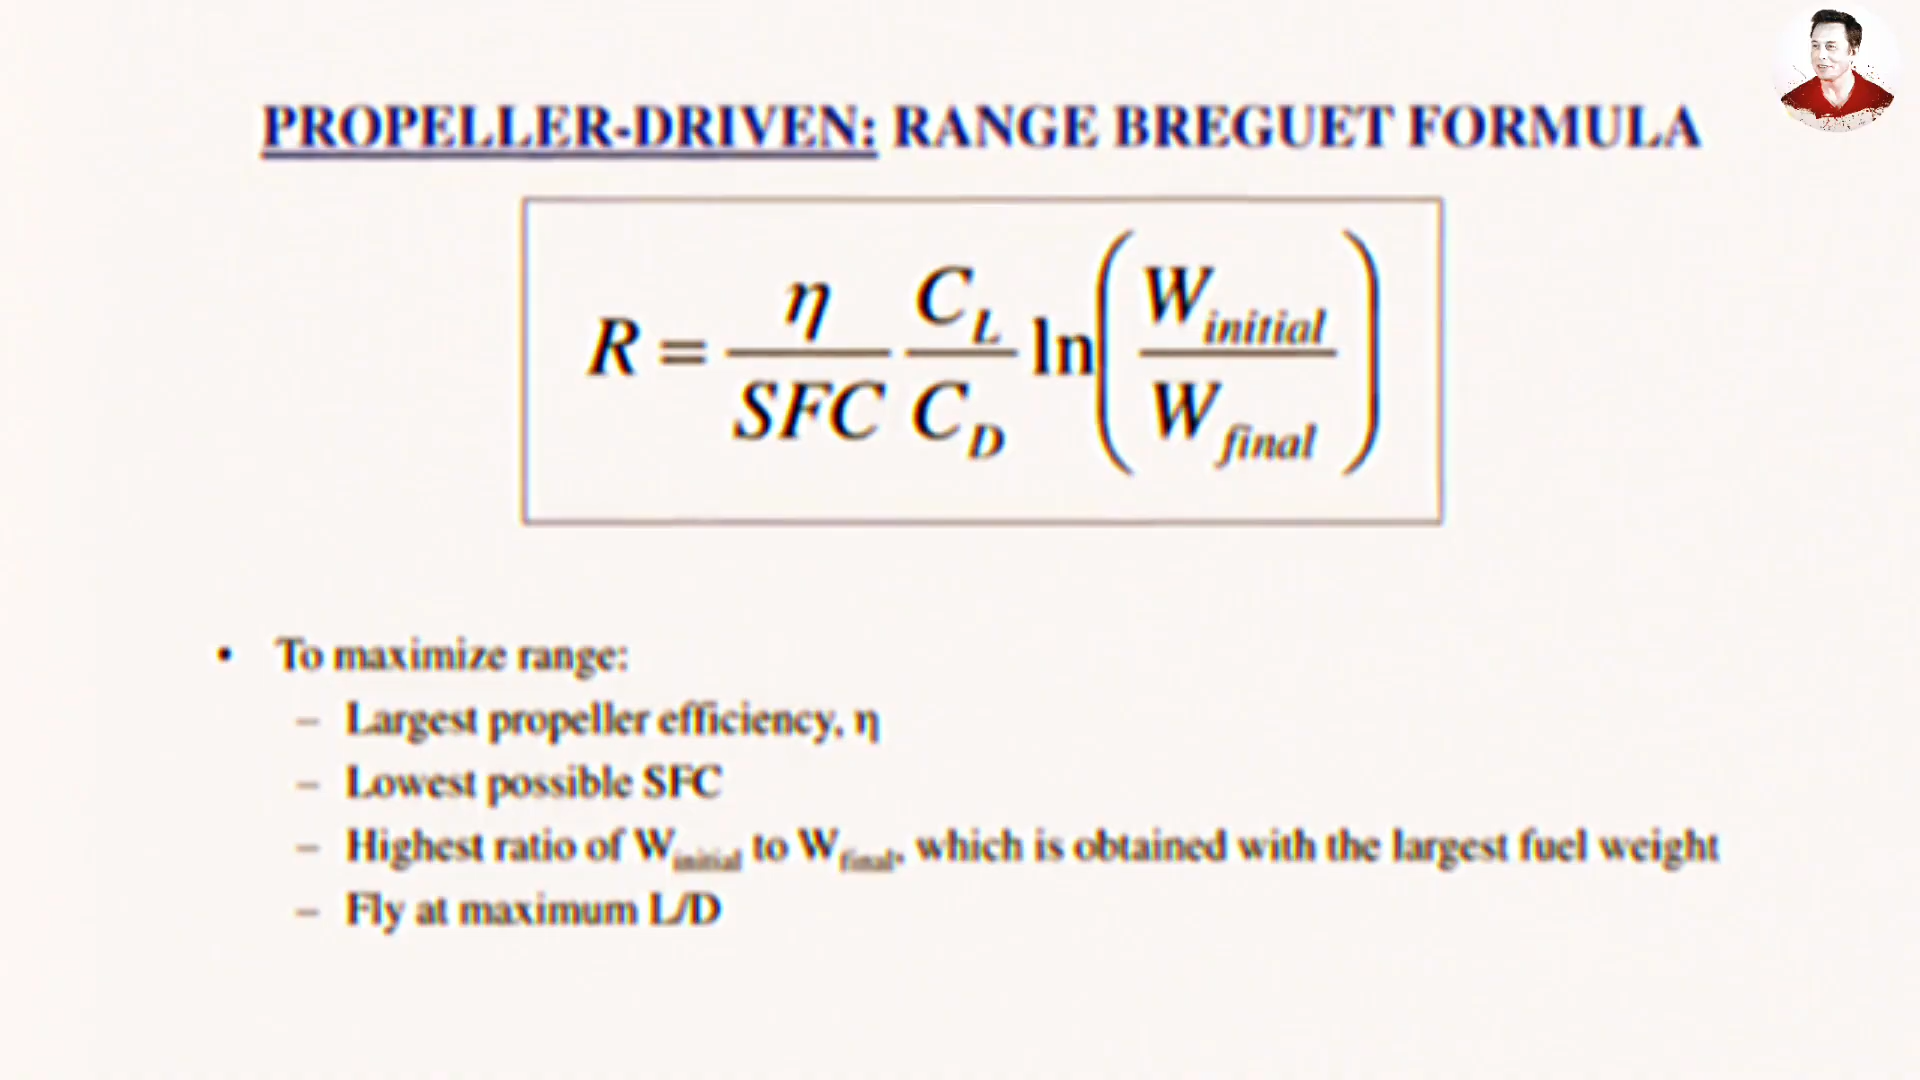 PROPELLER-DRIVEN: RANGE BREGUET FORMULA
R = η/SFC C_L/C_D ln(W_initial/W_final)
• To maximize range:
– Largest propeller efficiency, η
– Lowest possible SFC
– Highest ratio of W_initial to W_final, which is obtained with the largest fuel weight
– Fly at maximum L/D